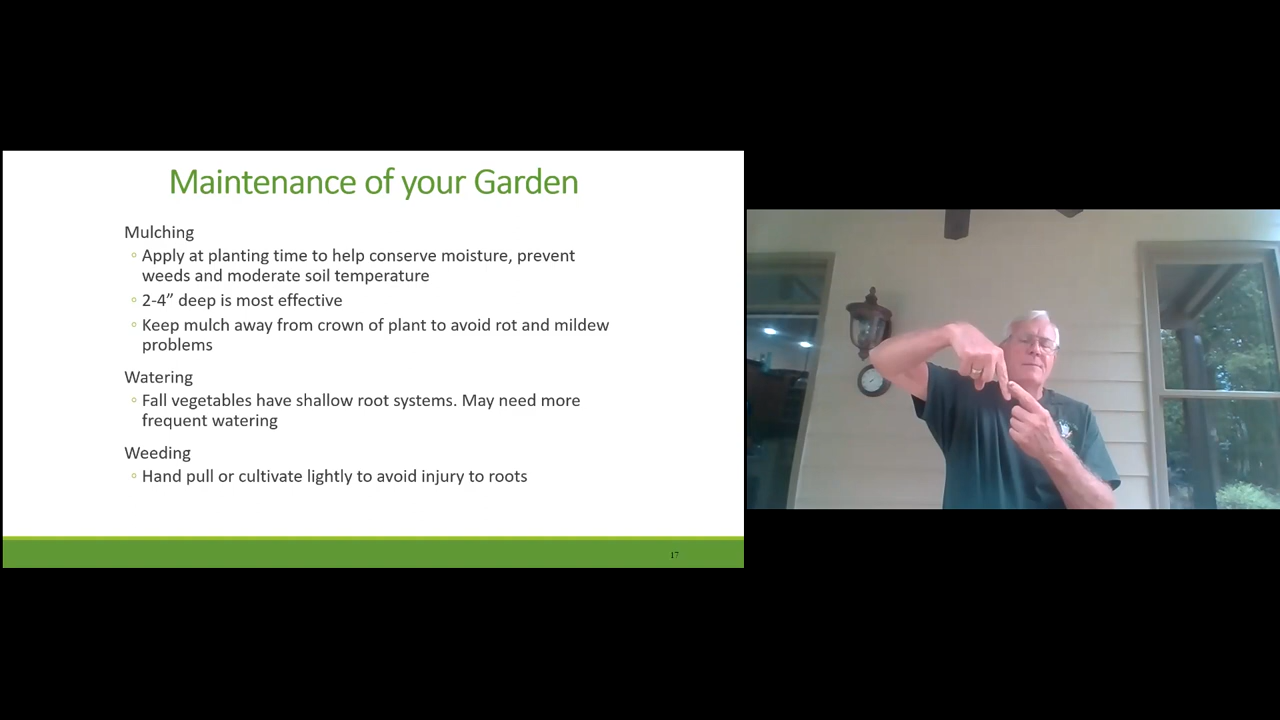 Maintenance of your Garden
Mulching
◦ Apply at planting time to help conserve moisture, prevent
weeds and moderate soil temperature
◦ 2-4” deep is most effective
◦ Keep mulch away from crown of plant to avoid rot and mildew
problems
Watering
◦ Fall vegetables have shallow root systems. May need more
frequent watering
Weeding
◦ Hand pull or cultivate lightly to avoid injury to roots
17